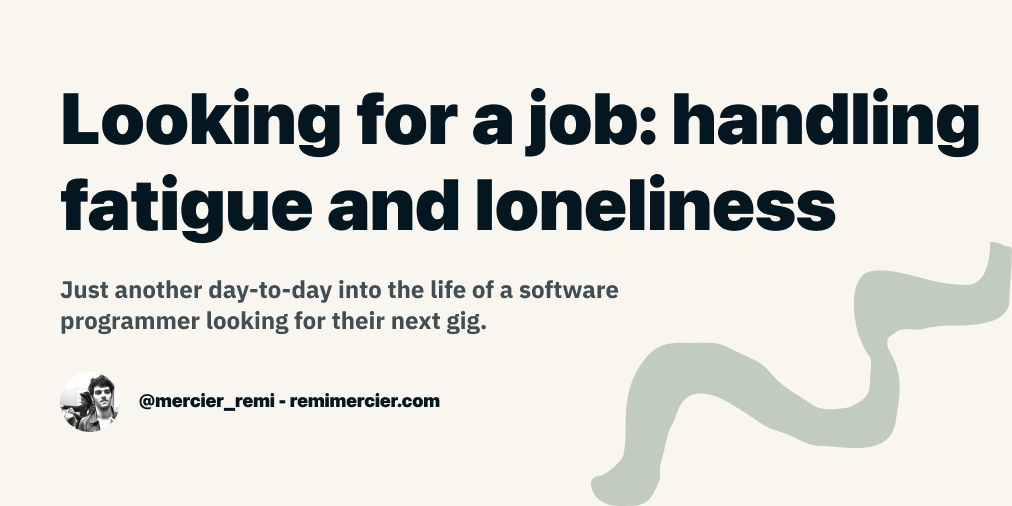 Looking for a job: handling
fatigue and loneliness
Just another day-to-day into the life of a software
programmer looking for their next gig.
@mercier_remi - remimercier.com